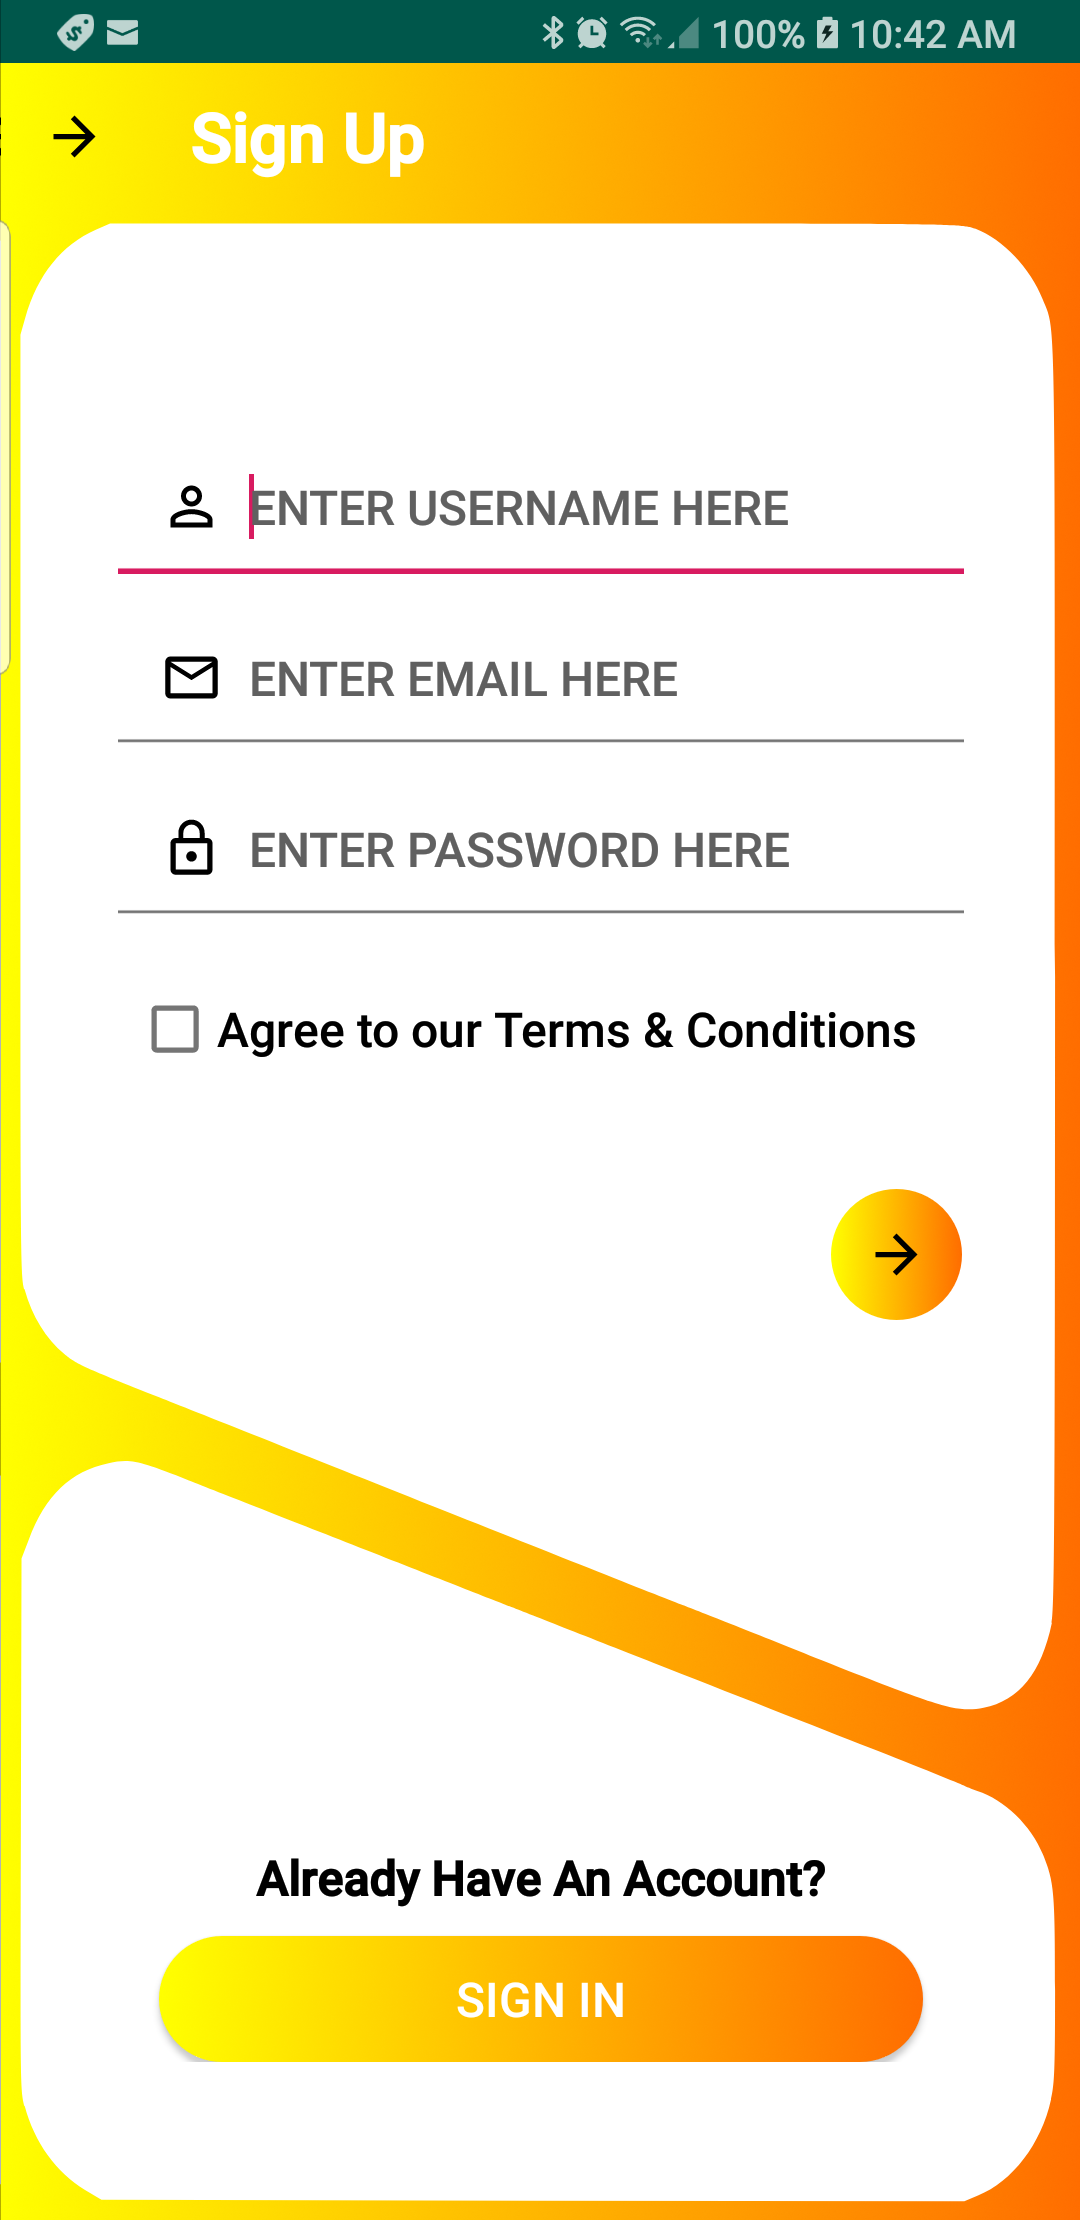 100% 10:42 AM
Sign Up
ENTER USERNAME HERE
ENTER EMAIL HERE
ENTER PASSWORD HERE
Agree to our Terms & Conditions
Already Have An Account?
SIGN IN